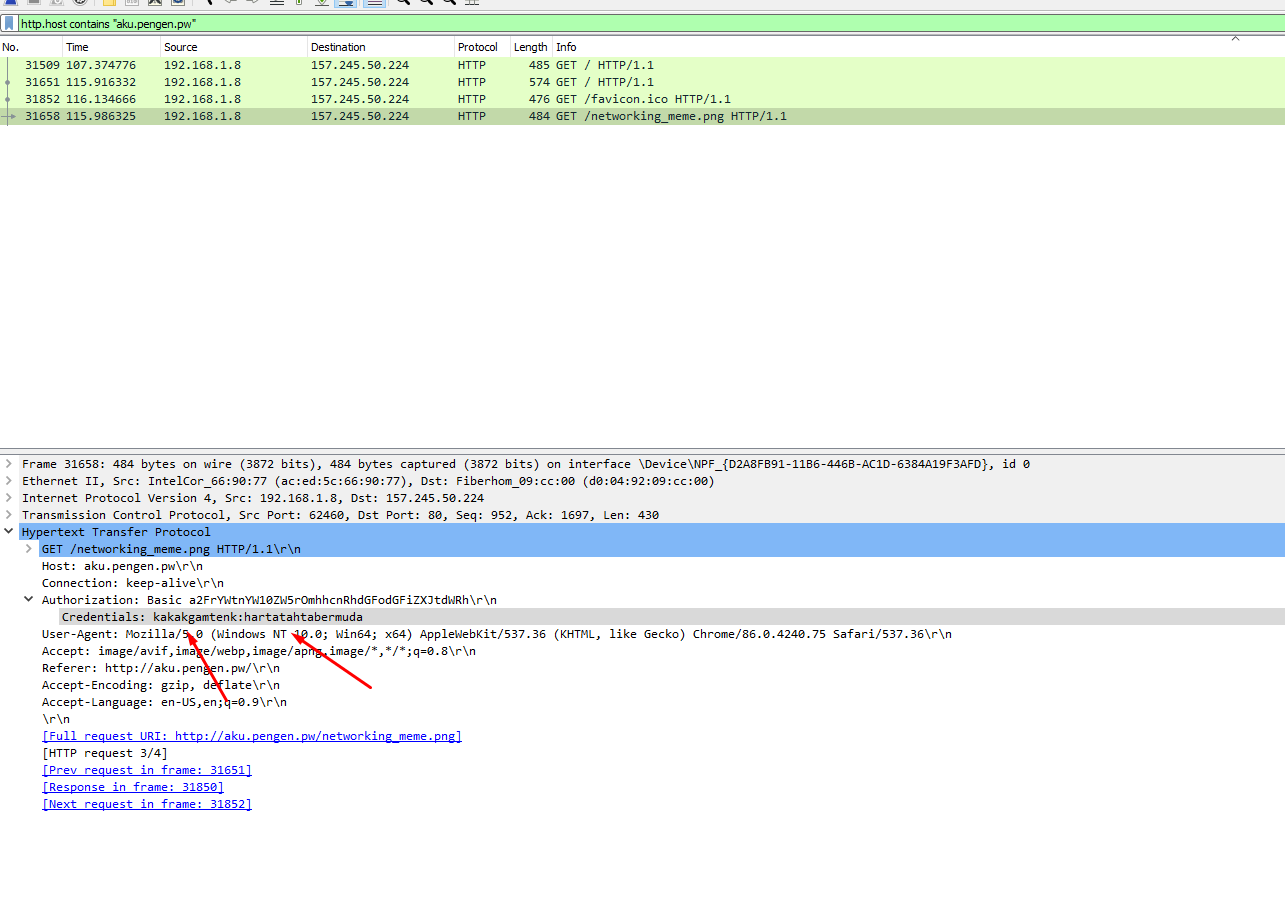 http.host contains "aku.pengen.pw"
No. Time Source Destination Protocol Length Info
31509 107.374776 192.168.1.8 157.245.50.224 HTTP 485 GET / HTTP/1.1
31651 115.916332 192.168.1.8 157.245.50.224 HTTP 574 GET / HTTP/1.1
31852 116.134666 192.168.1.8 157.245.50.224 HTTP 476 GET /favicon.ico HTTP/1.1
31658 115.986325 192.168.1.8 157.245.50.224 HTTP 484 GET /networking_meme.png HTTP/1.1
Frame 31658: 484 bytes on wire (3872 bits), 484 bytes captured (3872 bits) on interface \Device\NPF_{D2A8FB91-11B6-446B-AC1D-6384A19F3AFD}, id 0
Ethernet II, Src: IntelCor_66:90:77 (ac:ed:5c:66:90:77), Dst: Fiberhom_09:cc:00 (d0:04:92:09:cc:00)
Internet Protocol Version 4, Src: 192.168.1.8, Dst: 157.245.50.224
Transmission Control Protocol, Src Port: 62460, Dst Port: 80, Seq: 952, Ack: 1697, Len: 430
Hypertext Transfer Protocol
GET /networking_meme.png HTTP/1.1\r\n
Host: aku.pengen.pw\r\n
Connection: keep-alive\r\n
Authorization: Basic a2FrYWtnYW10ZW5rOmhhcnRhdGFodGFiZXJtdWRh\r\n
Credentials: kakakgamtenk:hartatahtabermuda
User-Agent: Mozilla/5.0 (Windows NT 10.0; Win64; x64) AppleWebKit/537.36 (KHTML, like Gecko) Chrome/86.0.4240.75 Safari/537.36\r\n
Accept: image/avif,image/webp,image/apng,image/*,*/*;q=0.8\r\n
Referer: http://aku.pengen.pw/\r\n
Accept-Encoding: gzip, deflate\r\n
Accept-Language: en-US,en;q=0.9\r\n
\r\n
[Full request URI: http://aku.pengen.pw/networking_meme.png]
[HTTP request 3/4]
[Prev request in frame: 31651]
[Response in frame: 31850]
[Next request in frame: 31852]